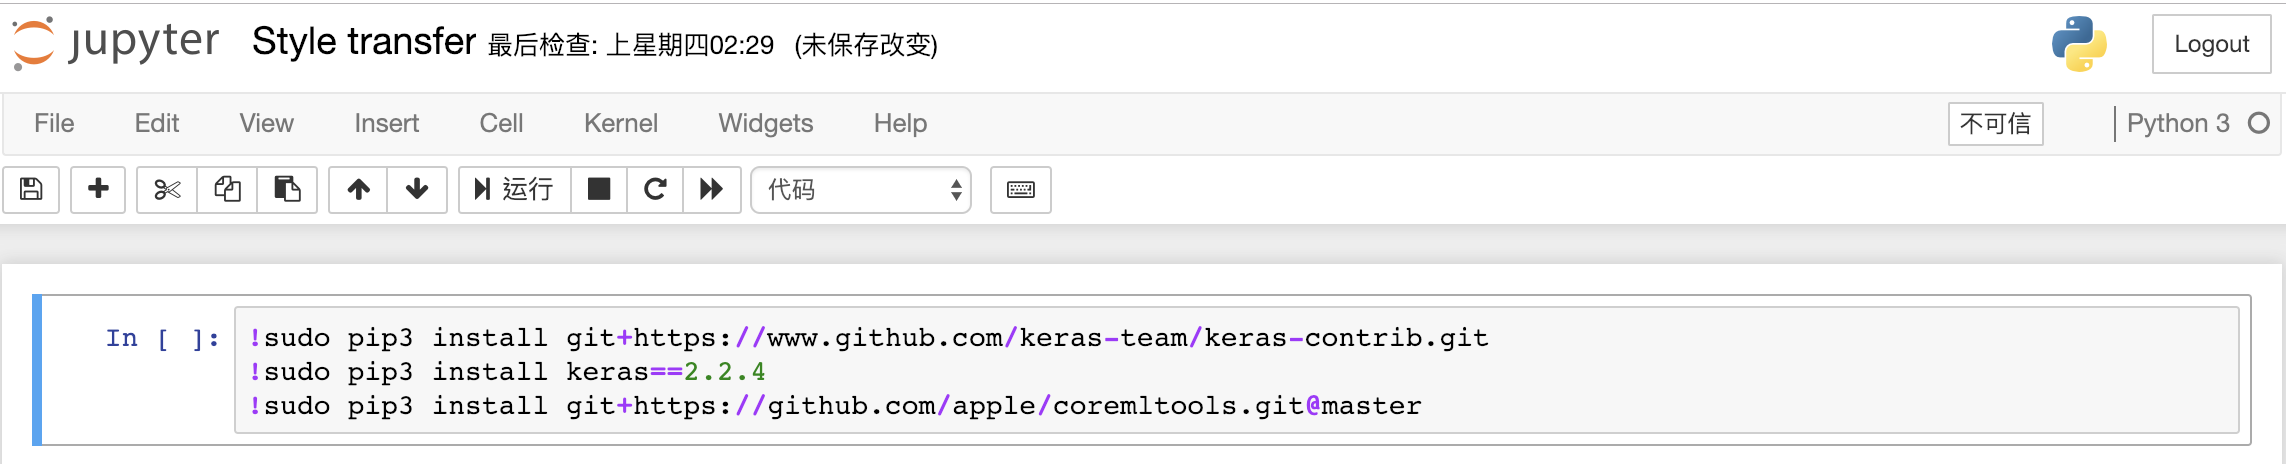 jupyter Style transfer 最后检查: 上星期四02:29 (未保存改变)
Logout
File Edit View Insert Cell Kernel Widgets Help 不可信 Python 3
运行 代码
In [ ]: !sudo pip3 install git+https://www.github.com/keras-team/keras-contrib.git
!sudo pip3 install keras==2.2.4
!sudo pip3 install git+https://github.com/apple/coremltools.git@master